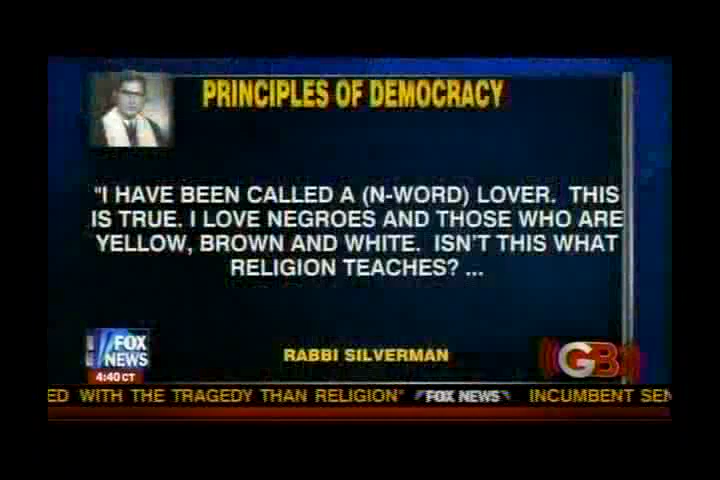 PRINCIPLES OF DEMOCRACY
"I HAVE BEEN CALLED A (N-WORD) LOVER. THIS
IS TRUE. I LOVE NEGROES AND THOSE WHO ARE
YELLOW, BROWN AND WHITE. ISN'T THIS WHAT
RELIGION TEACHES? ...
RABBI SILVERMAN
FOX
NEWS
4:40 CT
GB
ED WITH THE TRAGEDY THAN RELIGION" FOX NEWS INCUMBENT SEN